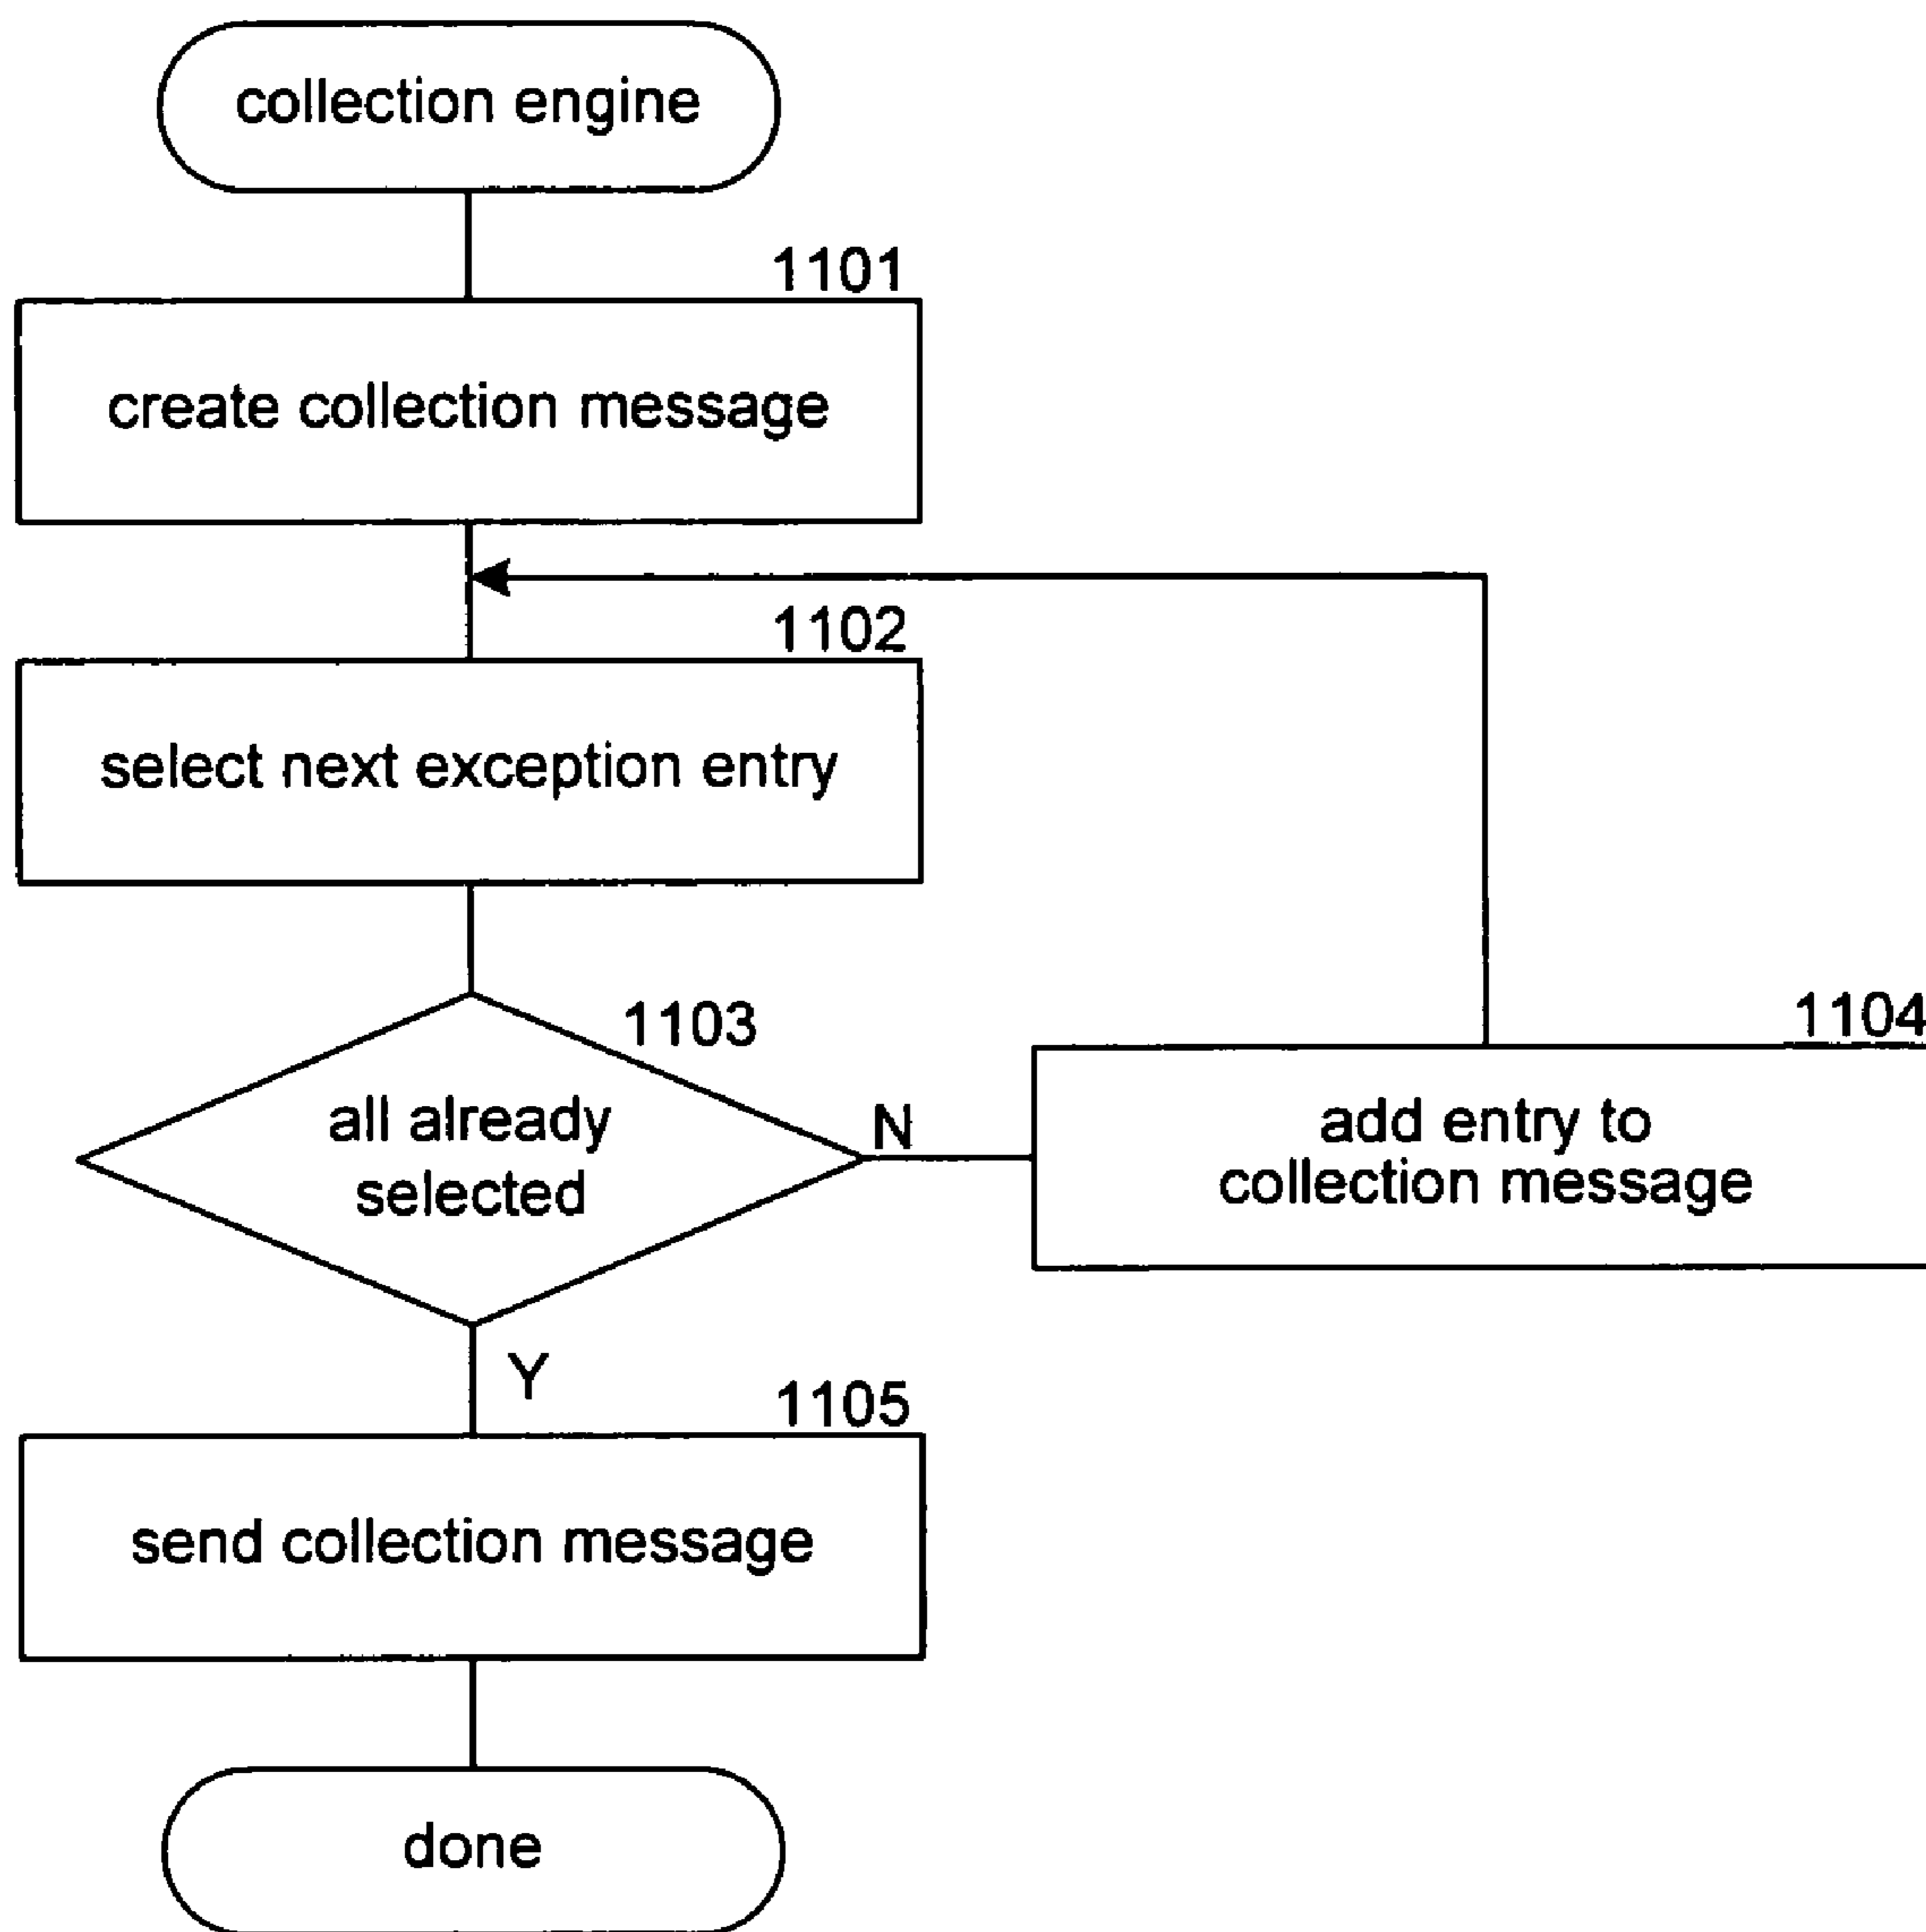 collection engine
1101
create collection message
1102
select next exception entry
1103
all already
selected
N
1104
add entry to
collection message
Y
1105
send collection message
done